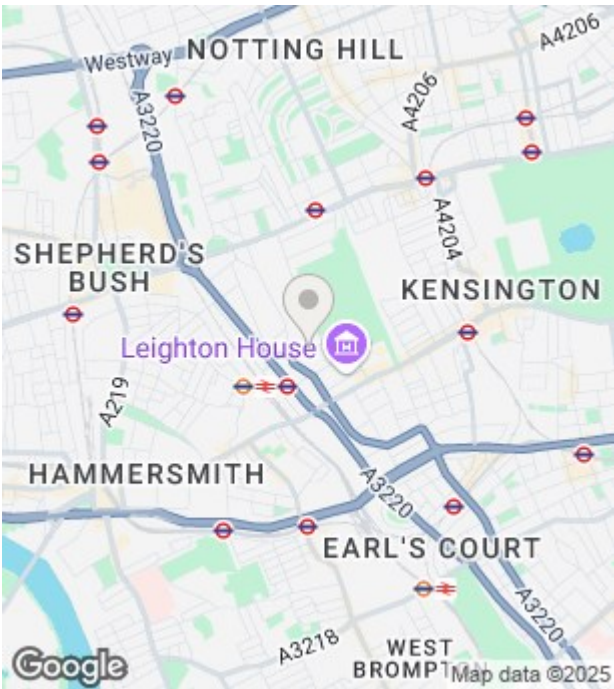 NOTTING HILL
A4206
Westway
A3220
A4206
A4204
SHEPHERD'S
BUSH
KENSINGTON
Leighton House
A219
HAMMERSMITH
A3220
EARL'S COURT
A3220
A3218
WEST
BROMPTON
Google
Map data ©2025